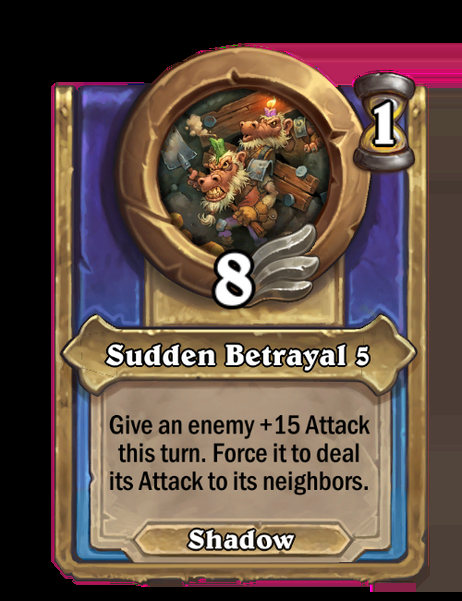 1
8
Sudden Betrayal 5
Give an enemy +15 Attack
this turn. Force it to deal
its Attack to its neighbors.
Shadow